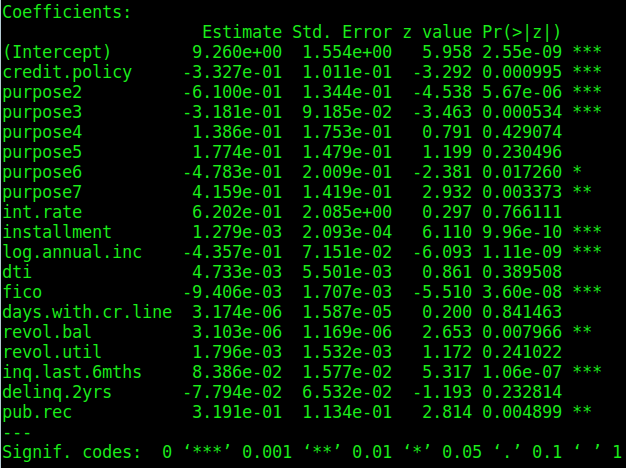 Coefficients:
                    Estimate Std. Error z value Pr(>|z|)
(Intercept)        9.260e+00  1.554e+00   5.958 2.55e-09 ***
credit.policy     -3.327e-01  1.011e-01  -3.292 0.000995 ***
purpose2          -6.100e-01  1.344e-01  -4.538 5.67e-06 ***
purpose3          -3.181e-01  9.185e-02  -3.463 0.000534 ***
purpose4           1.386e-01  1.753e-01   0.791 0.429074
purpose5           1.774e-01  1.479e-01   1.199 0.230496
purpose6          -4.783e-01  2.009e-01  -2.381 0.017260 *
purpose7           4.159e-01  1.419e-01   2.932 0.003373 **
int.rate           6.202e-01  2.085e+00   0.297 0.766111
installment        1.279e-03  2.093e-04   6.110 9.96e-10 ***
log.annual.inc    -4.357e-01  7.151e-02  -6.093 1.11e-09 ***
dti                4.733e-03  5.501e-03   0.861 0.389508
fico              -9.406e-03  1.707e-03  -5.510 3.60e-08 ***
days.with.cr.line  3.174e-06  1.587e-05   0.200 0.841463
revol.bal          3.103e-06  1.169e-06   2.653 0.007966 **
revol.util         1.796e-03  1.532e-03   1.172 0.241022
inq.last.6mths     8.386e-02  1.577e-02   5.317 1.06e-07 ***
delinq.2yrs       -7.794e-02  6.532e-02  -1.193 0.232814
pub.rec            3.191e-01  1.134e-01   2.814 0.004899 **
---
Signif. codes:  0 ‘***’ 0.001 ‘**’ 0.01 ‘*’ 0.05 ‘.’ 0.1 ‘ ’ 1